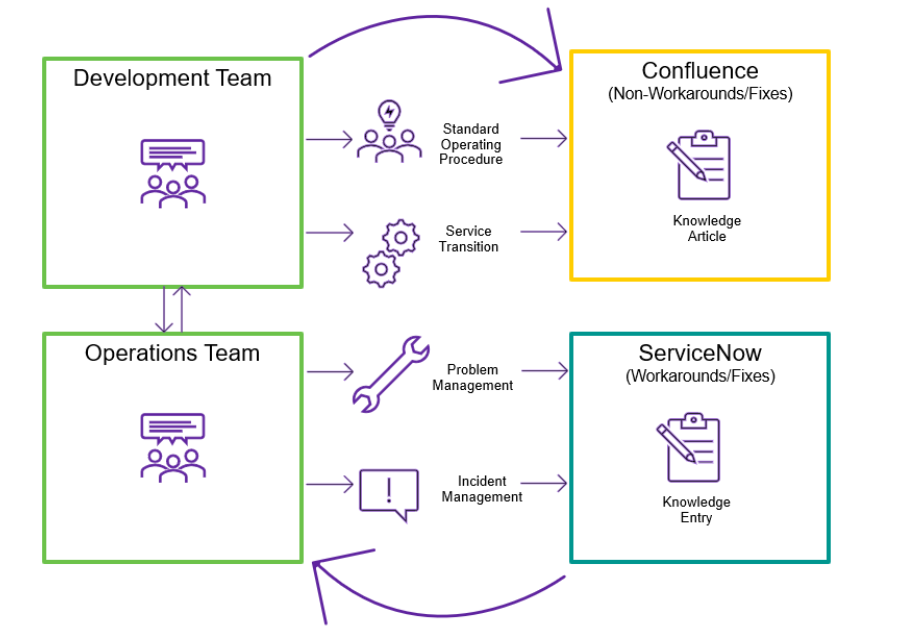 Development Team
Standard
Operating
Procedure
Service
Transition
Confluence
(Non-Workarounds/Fixes)
Knowledge
Article
Operations Team
Problem
Management
!
Incident
Management
ServiceNow
(Workarounds/Fixes)
Knowledge
Entry